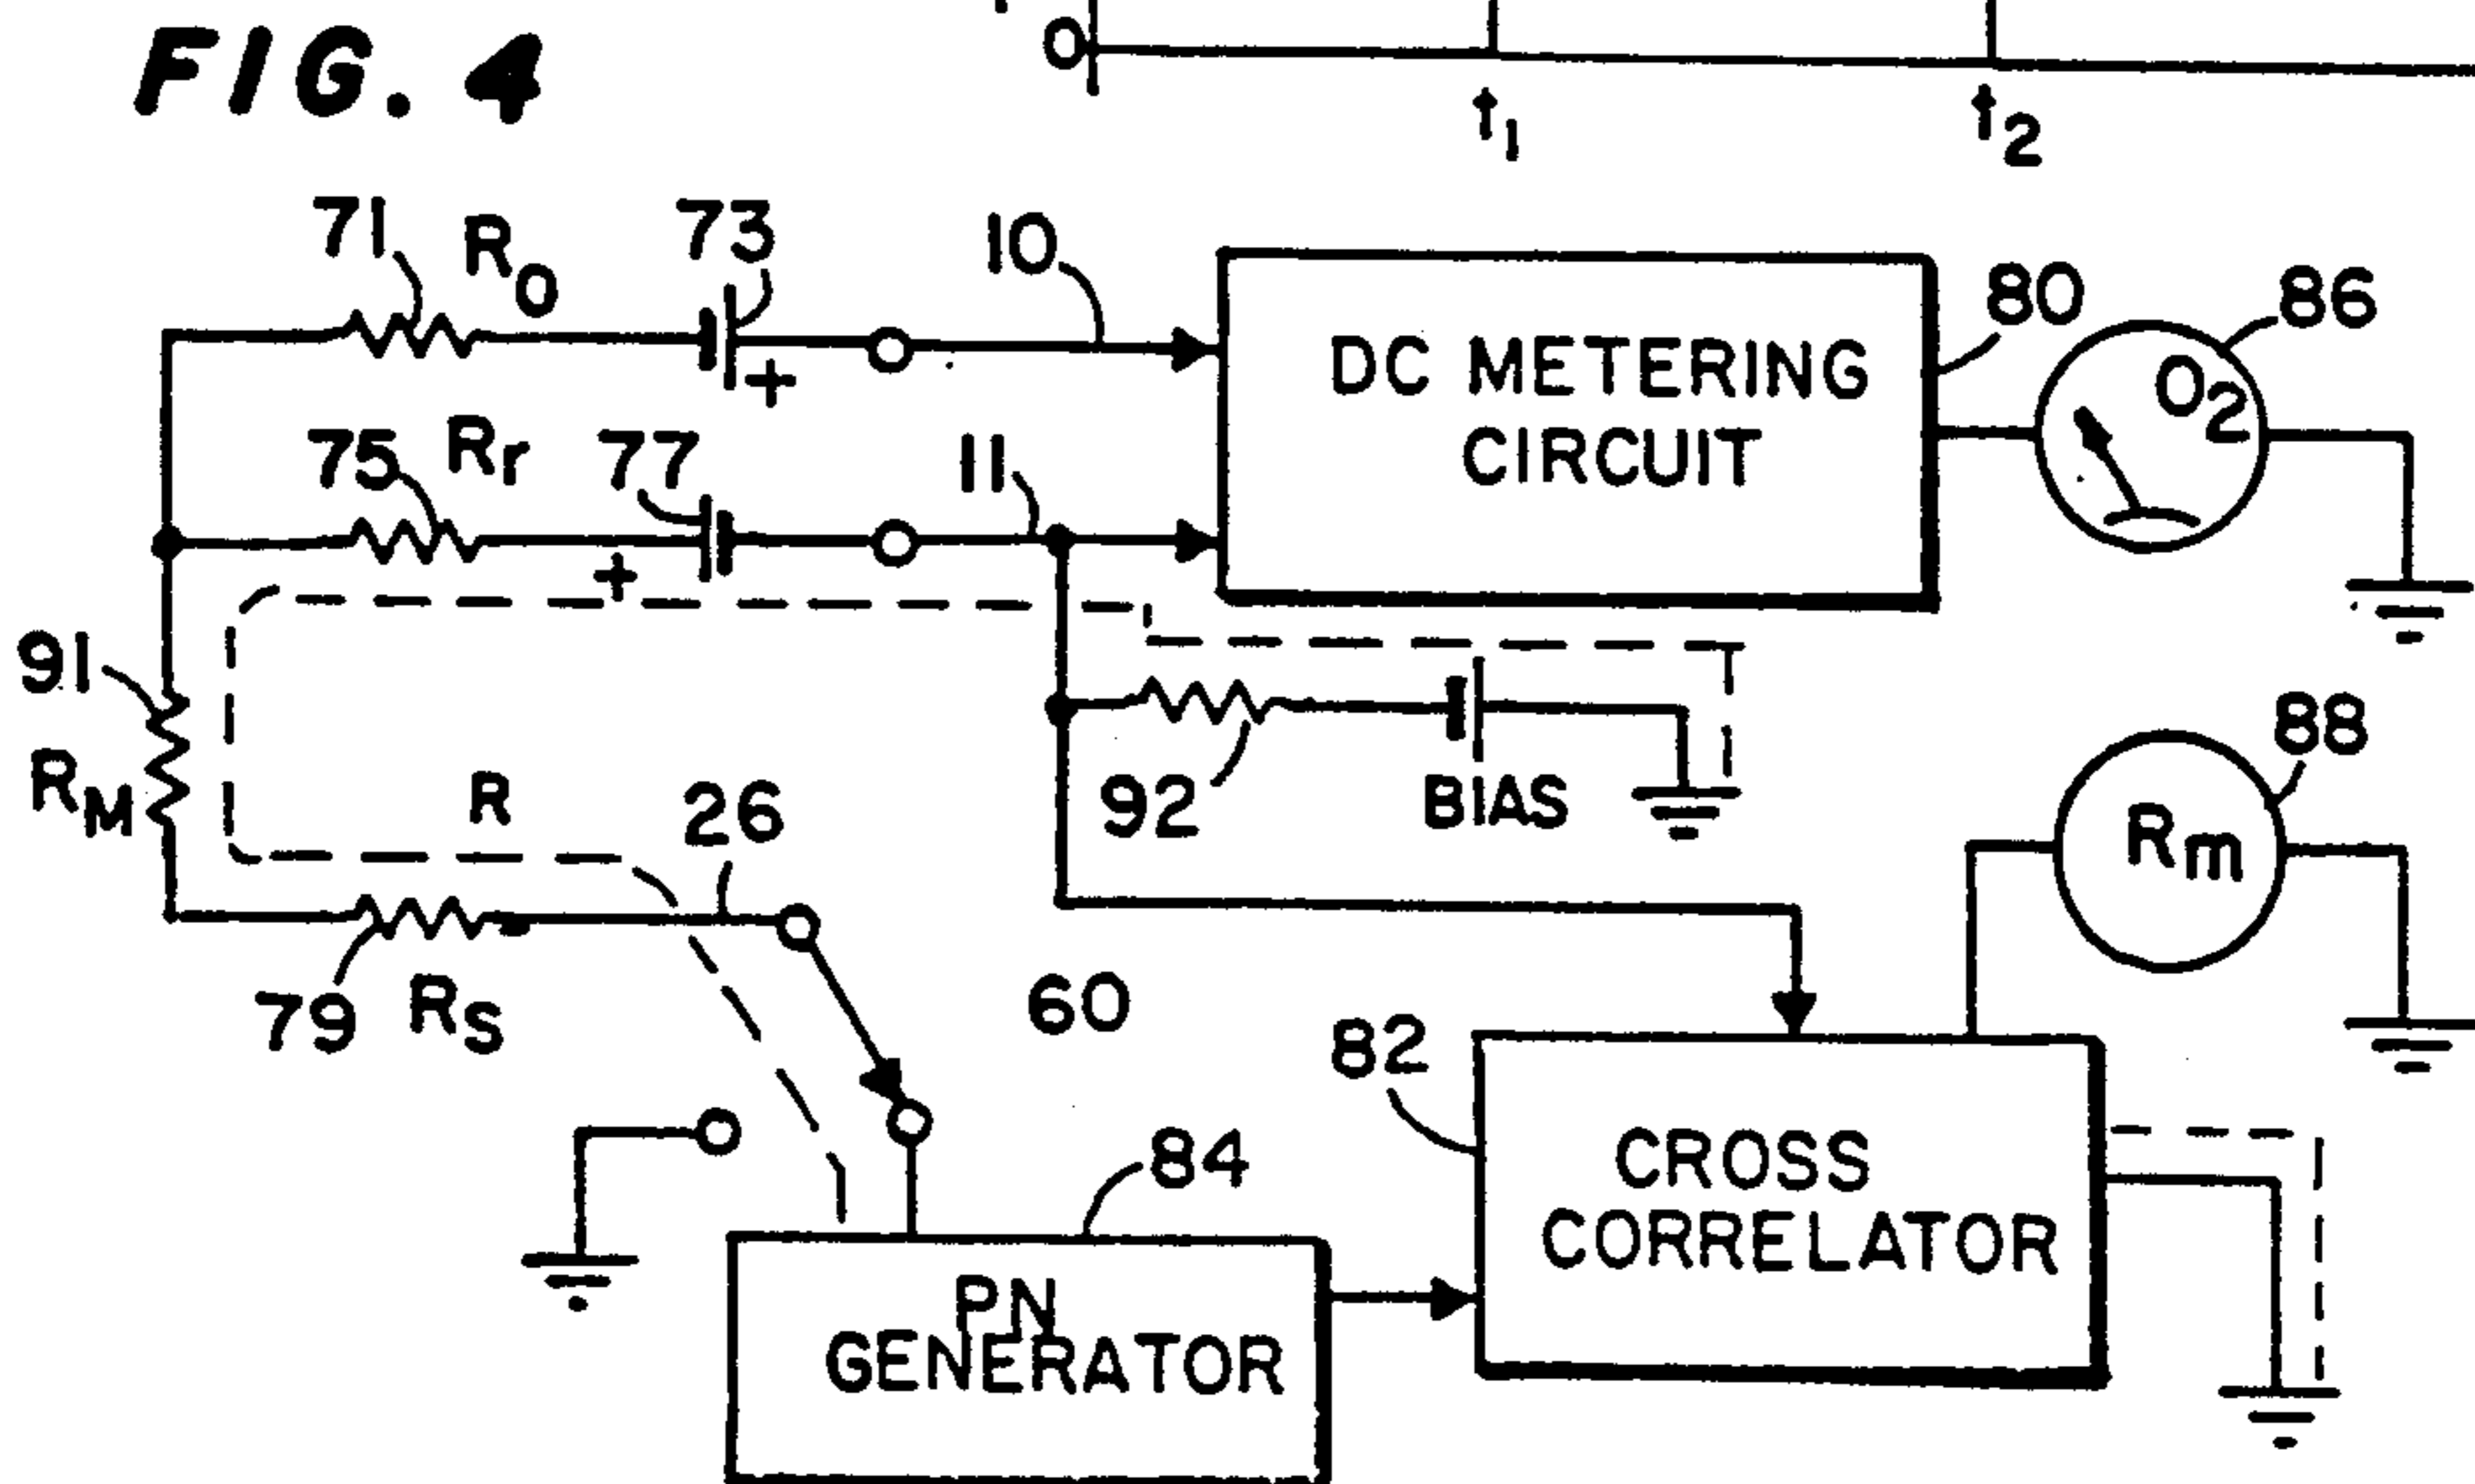 FIG. 4
0
t1
t2
71
RO
73
10
80
86
DC METERING
CIRCUIT
O2
+
75
Rr
77
11
+
91
RM
R
26
92
BIAS
88
Rm
79
RS
60
82
84
CROSS
CORRELATOR
PN
GENERATOR